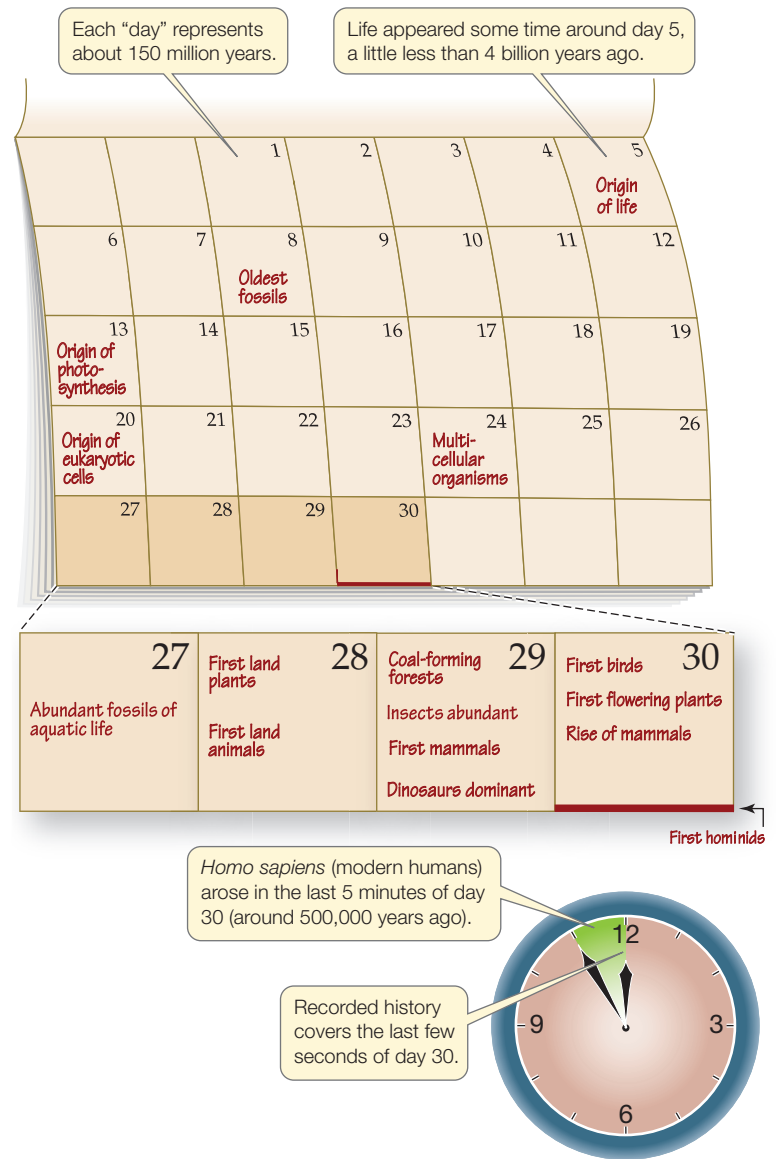 Each “day” represents
about 150 million years.
Life appeared some time around day 5,
a little less than 4 billion years ago.
1
2
3
4
5
Origin
of life
6
7
8
9
10
11
12
Oldest
fossils
13
14
15
16
17
18
19
Origin of
photo-
synthesis
20
21
22
23
24
25
26
Origin of
eukaryotic
cells
Multi-
cellular
organisms
27
28
29
30
27
Abundant fossils of
aquatic life
28
First land
plants
First land
animals
29
Coal-forming
forests
Insects abundant
First mammals
Dinosaurs dominant
30
First birds
First flowering plants
Rise of mammals
First hominids
Homo sapiens (modern humans)
arose in the last 5 minutes of day
30 (around 500,000 years ago).
Recorded history
covers the last few
seconds of day 30.
12
3
6
9